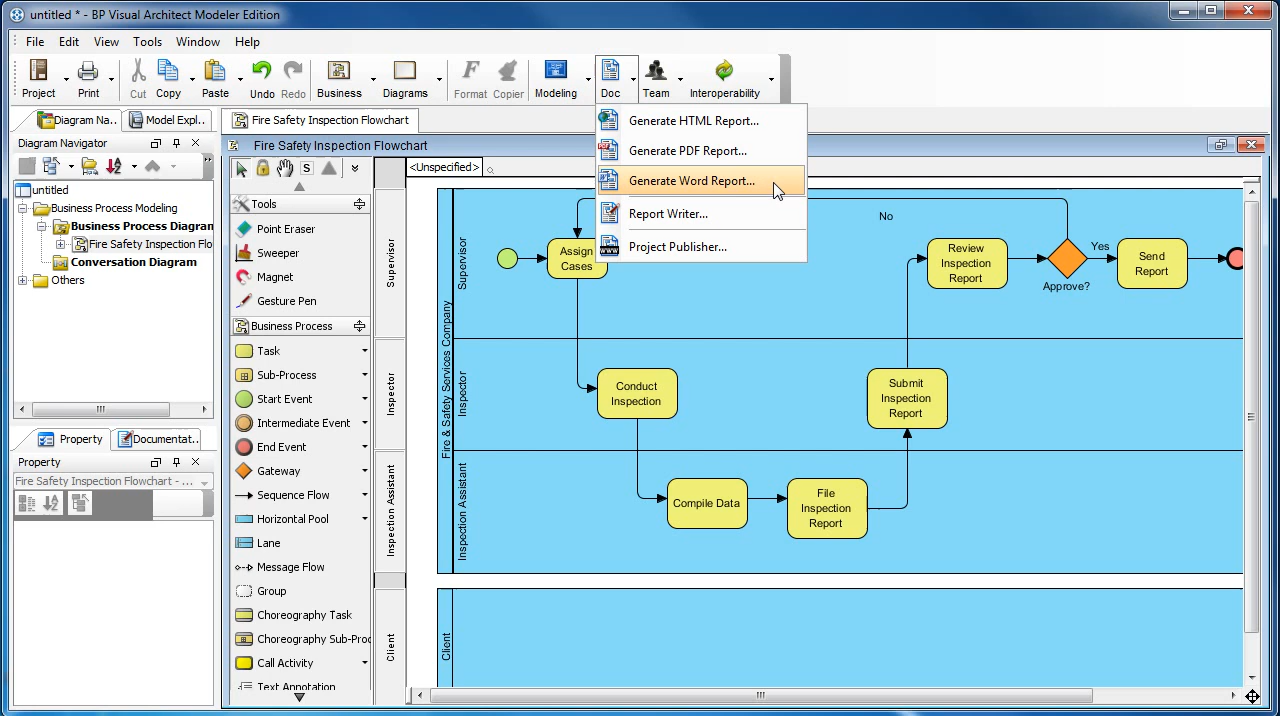 untitled * - BP Visual Architect Modeler Edition
File Edit View Tools Window Help
Project Print Cut Copy Paste Undo Redo Business Diagrams Format Copier Modeling Doc Team Interoperability
Diagram Na.. Model Expl..
Fire Safety Inspection Flowchart
Generate HTML Report...
Generate PDF Report...
Generate Word Report...
Report Writer...
Project Publisher...
Diagram Navigator
untitled
Business Process Modeling
Business Process Diagram
Fire Safety Inspection Flo
Conversation Diagram
Others
Property Documentat..
Property
Fire Safety Inspection Flowchart - ...
Fire Safety Inspection Flowchart
S
<Unspecified>
Tools
Point Eraser
Sweeper
Magnet
Gesture Pen
Business Process
Task
Sub-Process
Start Event
Intermediate Event
End Event
Gateway
Sequence Flow
Horizontal Pool
Lane
Message Flow
Group
Choreography Task
Choreography Sub-Proc
Call Activity
Text Annotation
Supervisor
Inspector
Inspection Assistant
Client
Fire & Safety Services Company
Supervisor
Inspector
Inspection Assistant
Client
Assign
Cases
No
Review
Inspection
Report
Approve?
Yes
Send
Report
Conduct
Inspection
Submit
Inspection
Report
Compile Data
File
Inspection
Report